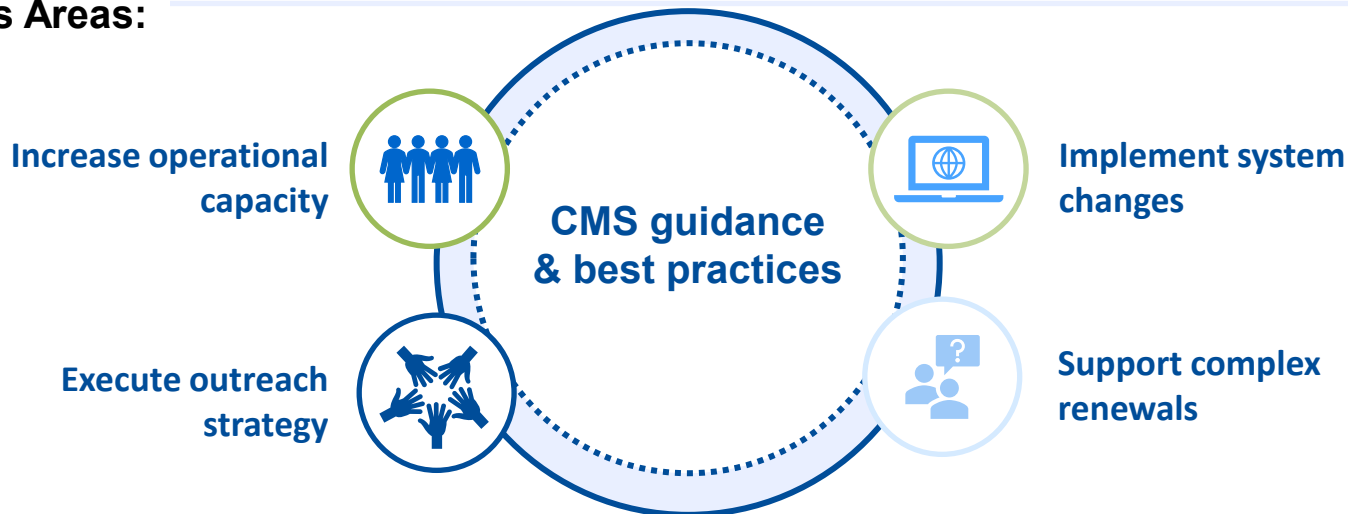 s Areas:
Increase operational
capacity
CMS guidance
& best practices
Implement system
changes
Execute outreach
strategy
?
Support complex
renewals